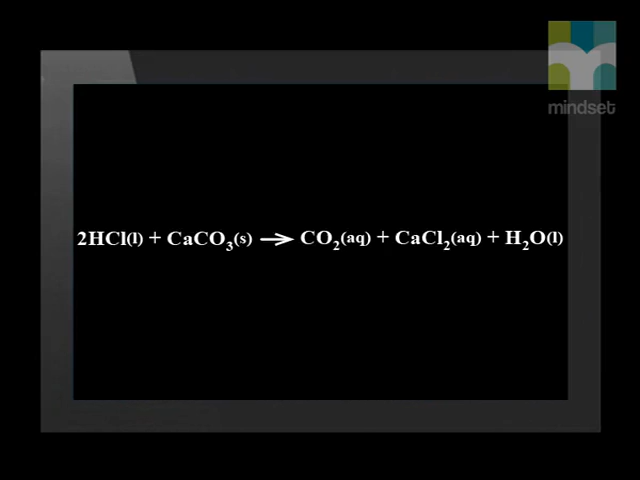 mindset
2HCl(l) + CaCO₃(s) → CO₂(aq) + CaCl₂(aq) + H₂O(l)